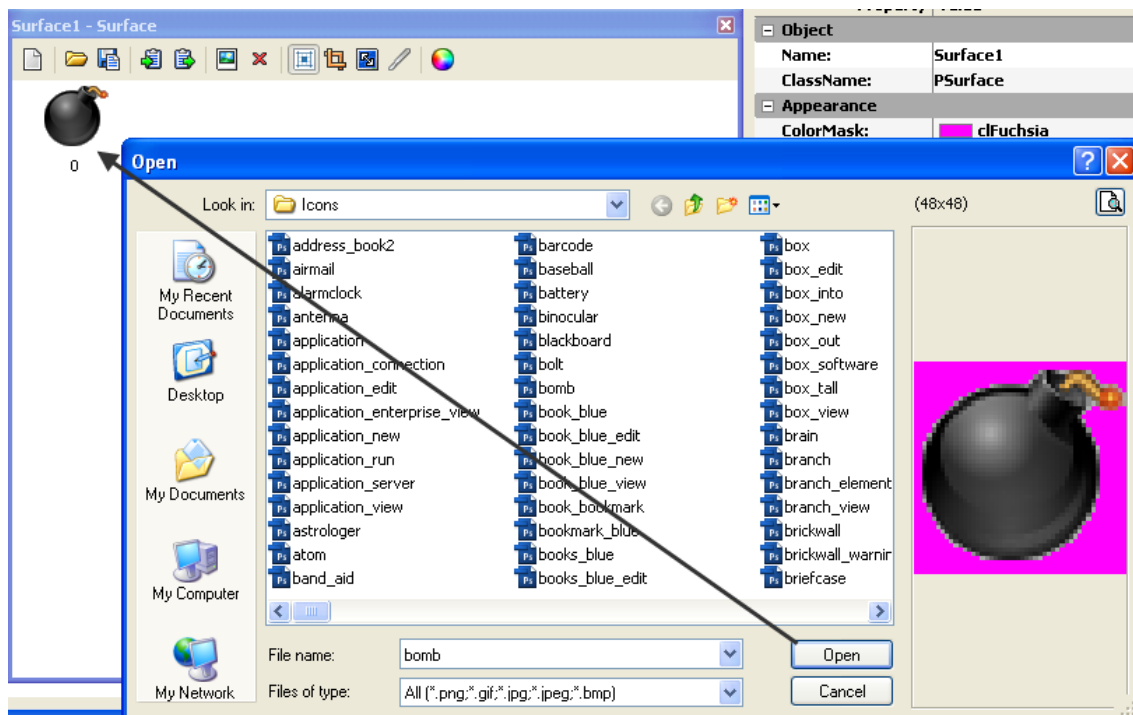 Surface1 - Surface
Object
Name: Surface1
ClassName: PSurface
Appearance
ColorMask: clFuchsia
0
Open
Look in: Icons
(48x48)
My Recent Documents
Desktop
My Documents
My Computer
My Network
address_book2
airmail
alarmclock
antenna
application
application_connection
application_edit
application_enterprise_view
application_new
application_run
application_server
application_view
astrologer
atom
band_aid
barcode
baseball
battery
binocular
blackboard
bolt
bomb
book_blue
book_blue_edit
book_blue_new
book_blue_view
book_bookmark
bookmark_blue
books_blue
books_blue_edit
box
box_edit
box_into
box_new
box_out
box_software
box_tall
box_view
brain
branch
branch_element
branch_view
brickwall
brickwall_warnir
briefcase
File name: bomb
Open
Files of type: All (*.png;*.gif;*.jpg;*.jpeg;*.bmp)
Cancel